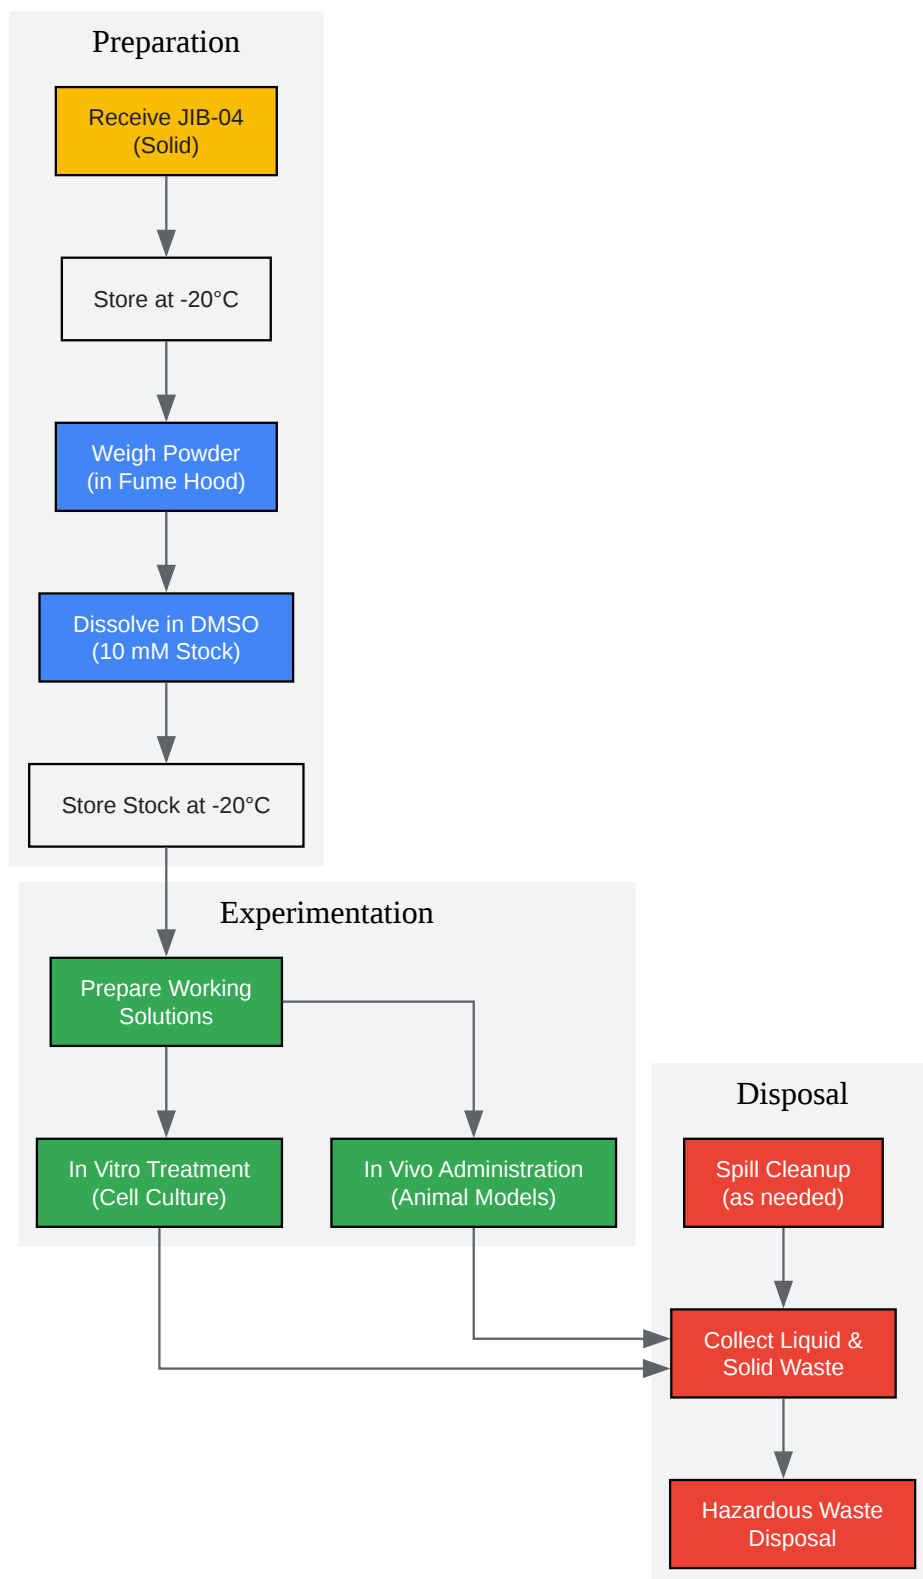 Preparation
Receive JIB-04
(Solid)
Store at -20°C
Weigh Powder
(in Fume Hood)
Dissolve in DMSO
(10 mM Stock)
Store Stock at -20°C
Experimentation
Prepare Working
Solutions
In Vitro Treatment
(Cell Culture)
In Vivo Administration
(Animal Models)
Disposal
Spill Cleanup
(as needed)
Collect Liquid &
Solid Waste
Hazardous Waste
Disposal